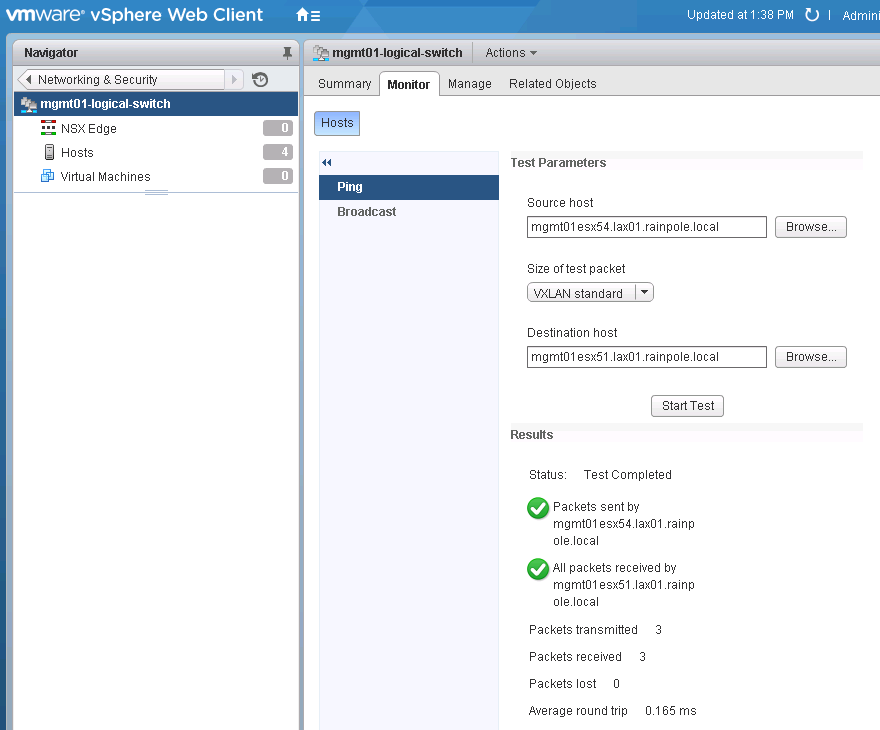 vmware® vSphere Web Client
Updated at 1:38 PM
Admini
Navigator
Networking & Security
mgmt01-logical-switch
NSX Edge 0
Hosts 4
Virtual Machines 0
mgmt01-logical-switch Actions
Summary Monitor Manage Related Objects
Hosts
Ping
Broadcast
Test Parameters
Source host
mgmt01esx54.lax01.rainpole.local Browse...
Size of test packet
VXLAN standard
Destination host
mgmt01esx51.lax01.rainpole.local Browse...
Start Test
Results
Status: Test Completed
Packets sent by
mgmt01esx54.lax01.rainp
ole.local
All packets received by
mgmt01esx51.lax01.rainp
ole.local
Packets transmitted 3
Packets received 3
Packets lost 0
Average round trip 0.165 ms